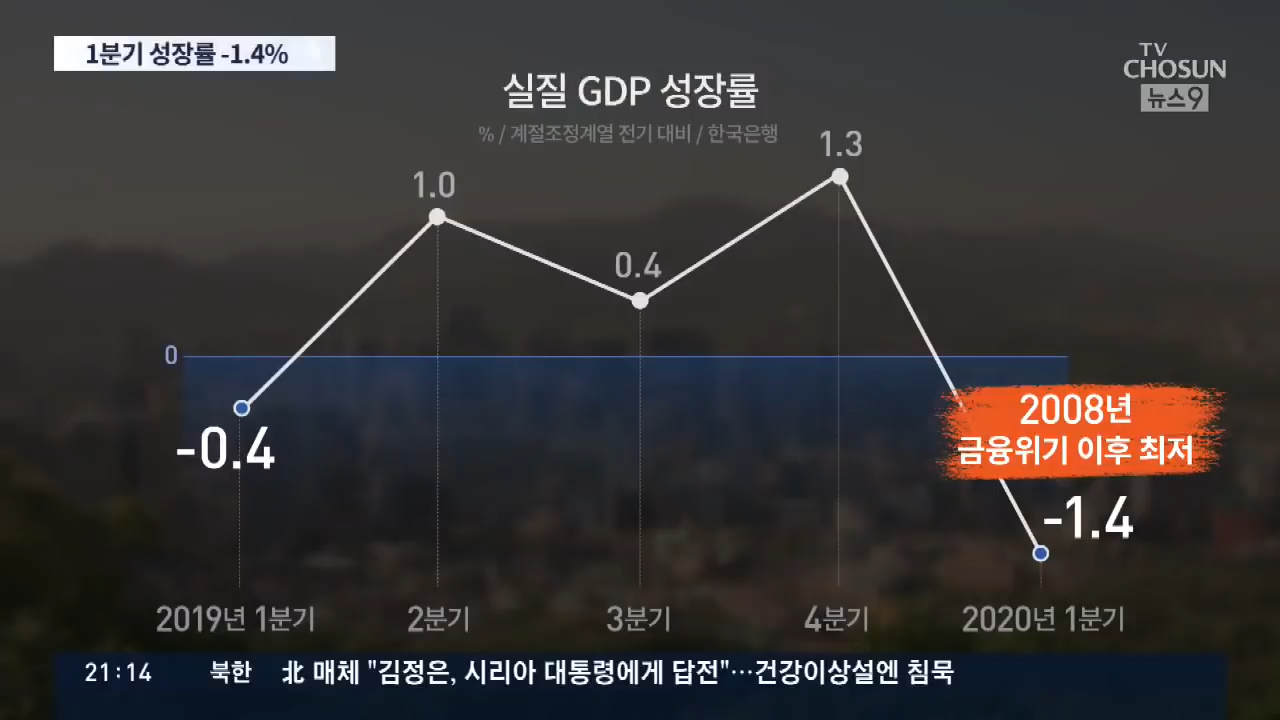 1분기 성장률 -1.4%
TV
CHOSUN
뉴스9
실질 GDP 성장률
% / 계절조정계열 전기 대비 / 한국은행
1.3
1.0
0.4
0
-0.4
2008년
금융위기 이후 최저
-1.4
2019년 1분기
2분기
3분기
4분기
2020년 1분기
21:14 북한 北 매체 "김정은, 시리아 대통령에게 답전"…건강이상설엔 침묵